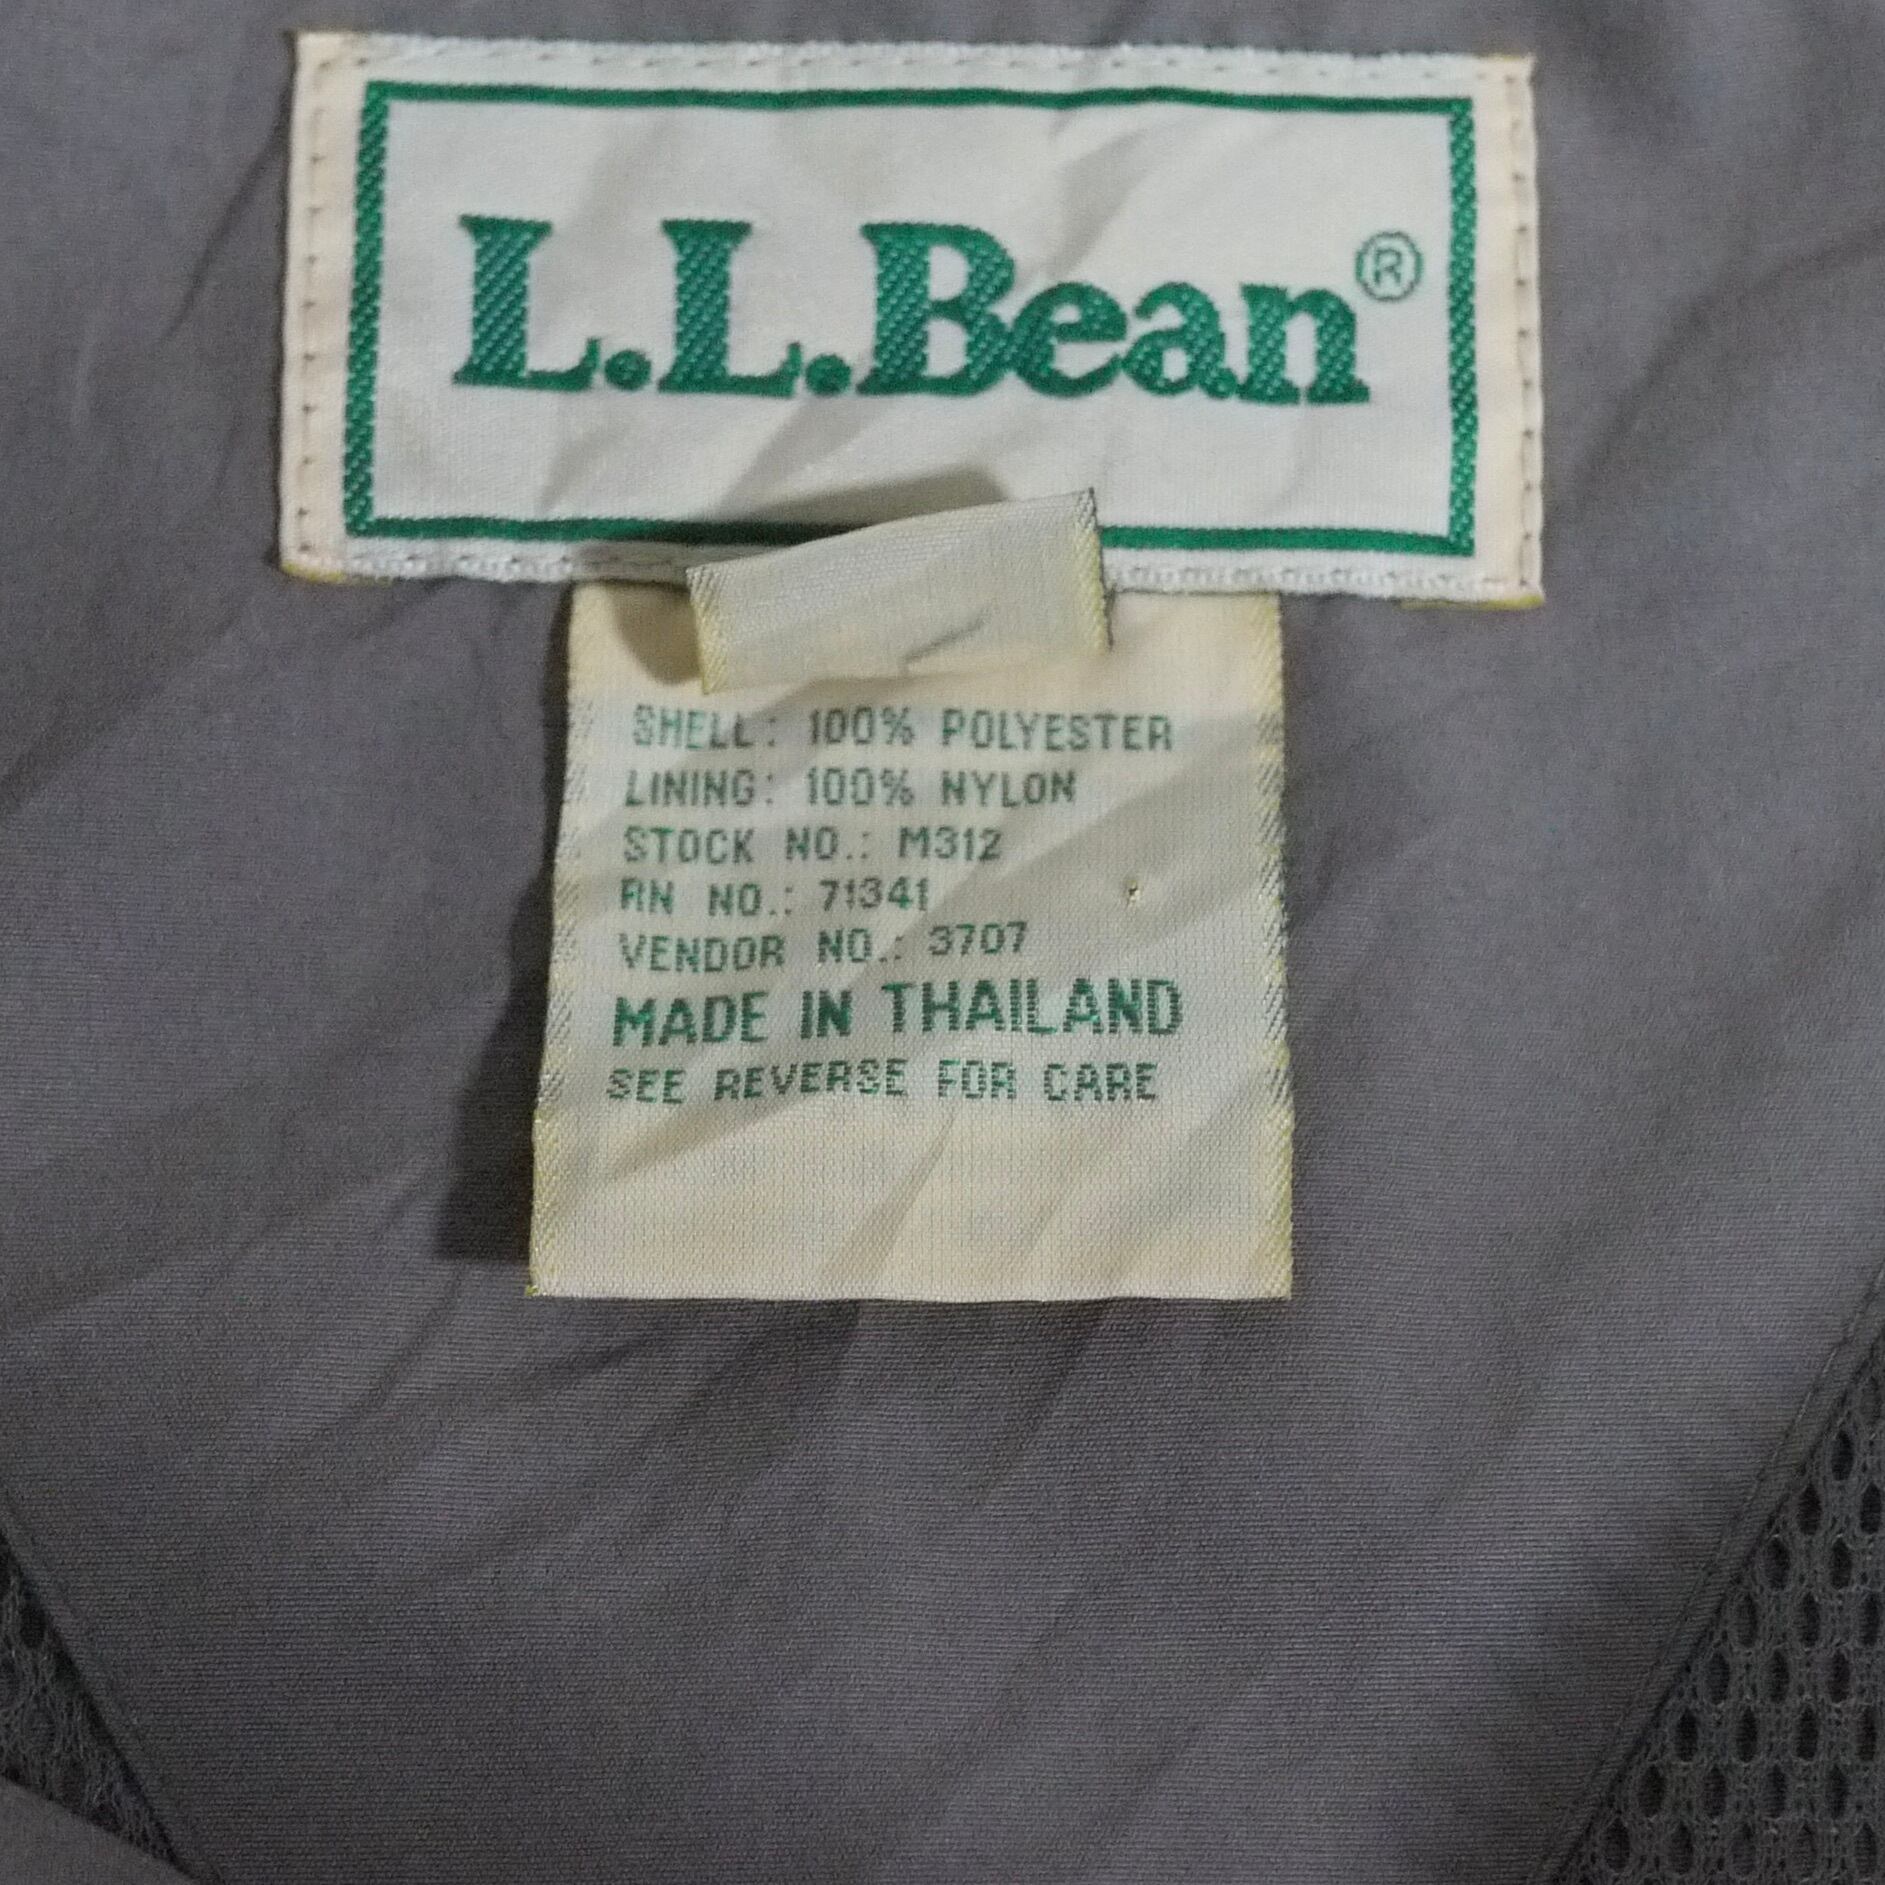 L.L.Bean®
SHELL: 100% POLYESTER
LINING: 100% NYLON
STOCK NO.: M312
RN NO.: 71341
VENDOR NO.: 3707
MADE IN THAILAND
SEE REVERSE FOR CARE